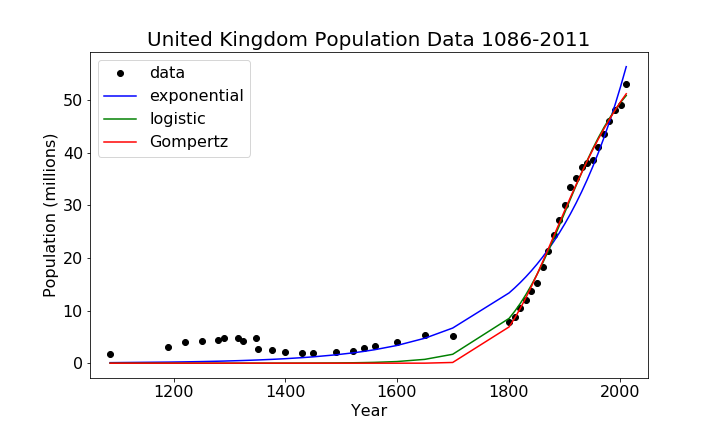 United Kingdom Population Data 1086-2011
data
exponential
logistic
Gompertz
Population (millions)
50
40
30
20
10
0
1200 1400 1600 1800 2000
Year